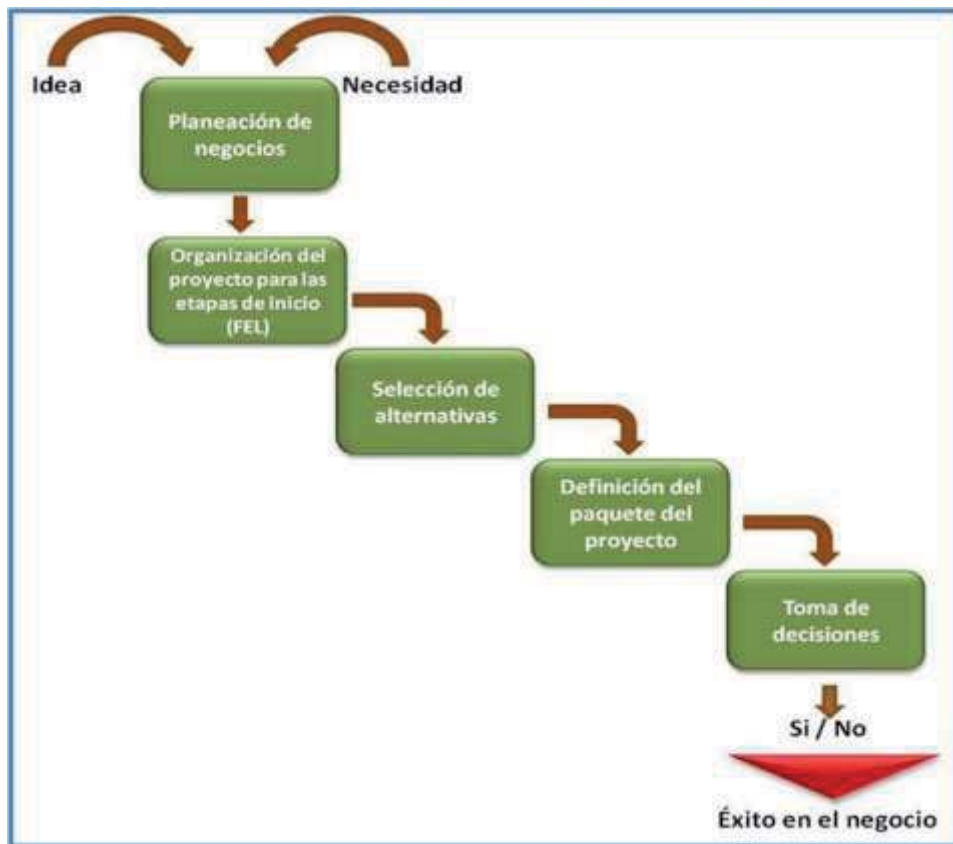 Idea
Necesidad
Planeación de
negocios
Organización del
proyecto para las
etapas de inicio
(FEL)
Selección de
alternativas
Definición del
paquete del
proyecto
Toma de
decisiones
Si / No
Éxito en el negocio